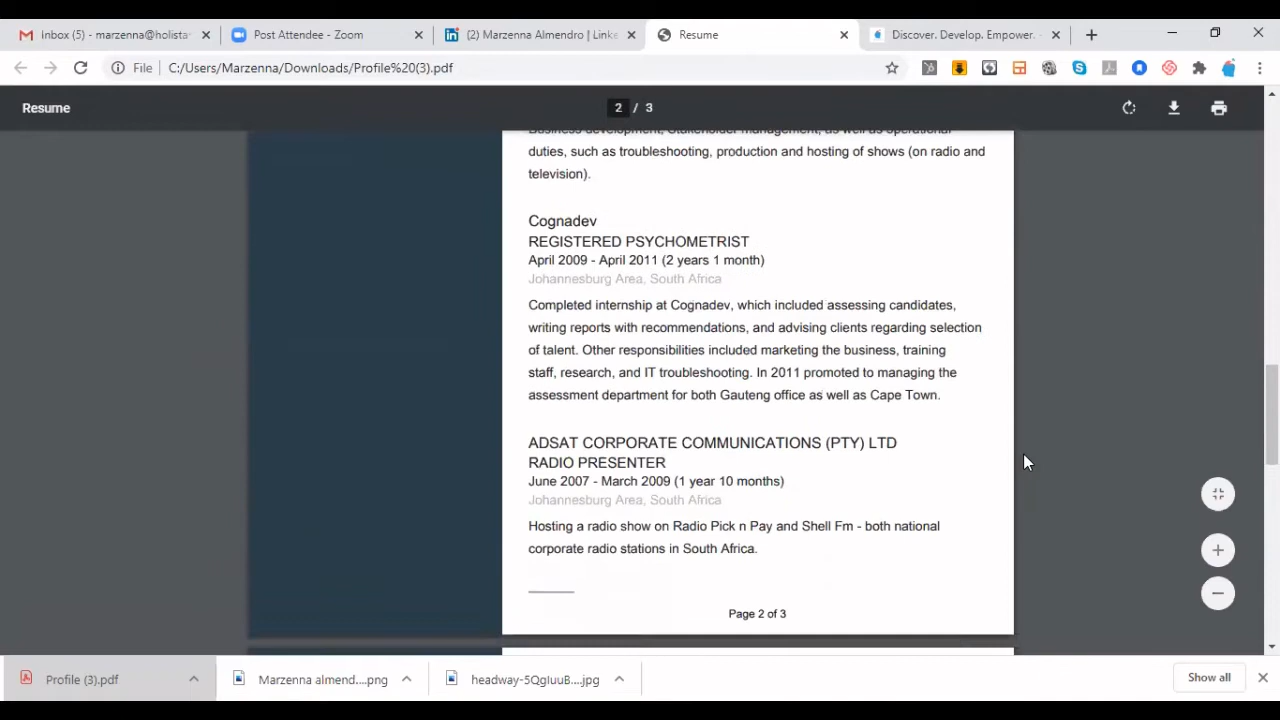 Inbox (5) - marzenna@holista
Post Attendee - Zoom
(2) Marzenna Almendro | Linke
Resume
Discover. Develop. Empower. -
File
C:/Users/Marzenna/Downloads/Profile%20(3).pdf
Resume
2 / 3
Business development, Stakeholder management, as well as operational
duties, such as troubleshooting, production and hosting of shows (on radio and
television).
Cognadev
REGISTERED PSYCHOMETRIST
April 2009 - April 2011 (2 years 1 month)
Johannesburg Area, South Africa
Completed internship at Cognadev, which included assessing candidates,
writing reports with recommendations, and advising clients regarding selection
of talent. Other responsibilities included marketing the business, training
staff, research, and IT troubleshooting. In 2011 promoted to managing the
assessment department for both Gauteng office as well as Cape Town.
ADSAT CORPORATE COMMUNICATIONS (PTY) LTD
RADIO PRESENTER
June 2007 - March 2009 (1 year 10 months)
Johannesburg Area, South Africa
Hosting a radio show on Radio Pick n Pay and Shell Fm - both national
corporate radio stations in South Africa.
Page 2 of 3
Profile (3).pdf
Marzenna almend....png
headway-5QgIuuB....jpg
Show all